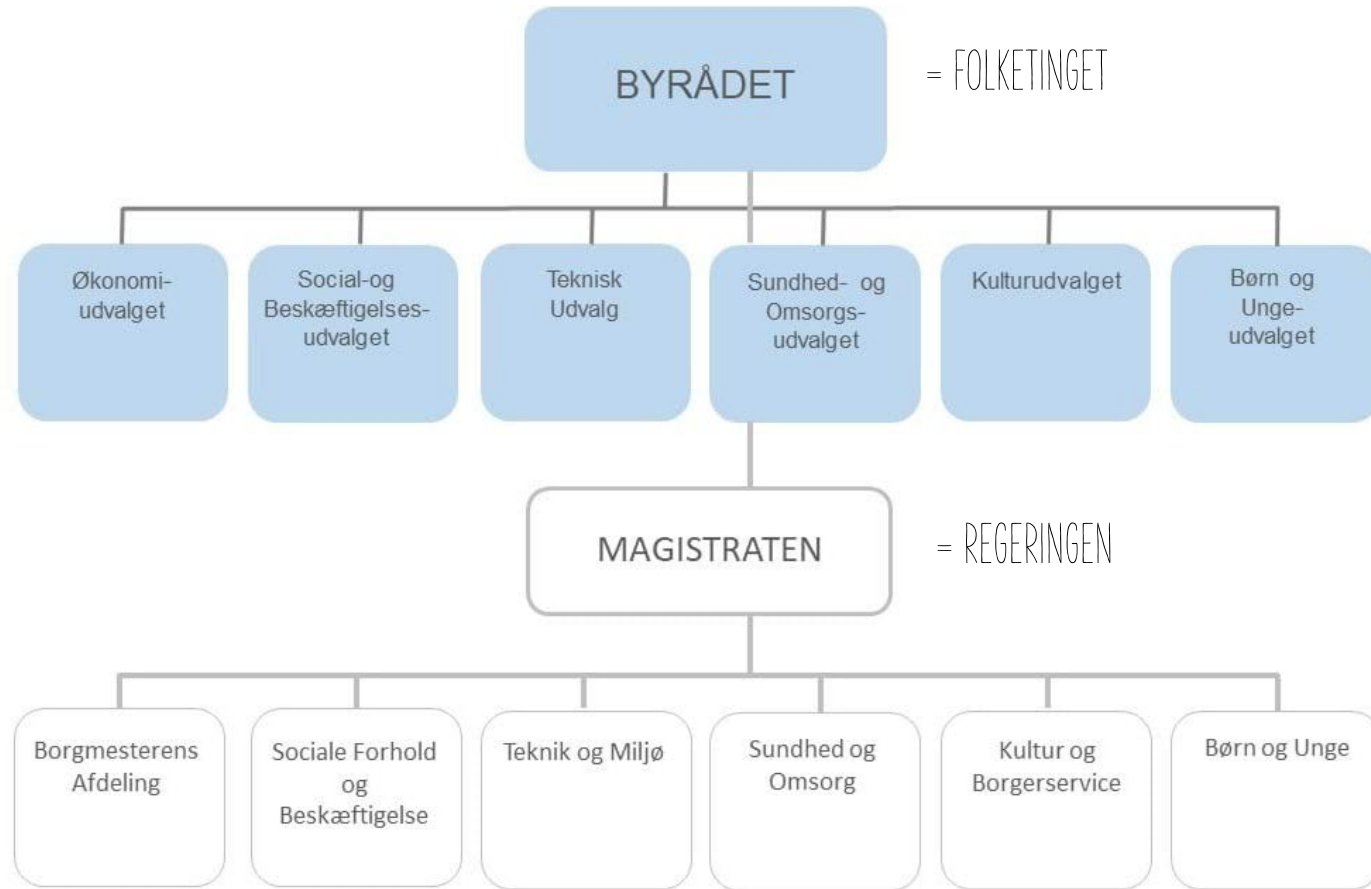 BYRÅDET
= FOLKETINGET
Økonomi-
udvalget
Social-og
Beskæftigelses-
udvalget
Teknisk
Udvalg
Sundhed- og
Omsorgs-
udvalget
Kulturudvalget
Børn og
Unge-
udvalget
MAGISTRATEN
= REGERINGEN
Borgmesterens
Afdeling
Sociale Forhold
og
Beskæftigelse
Teknik og Miljø
Sundhed og
Omsorg
Kultur og
Borgerservice
Børn og Unge